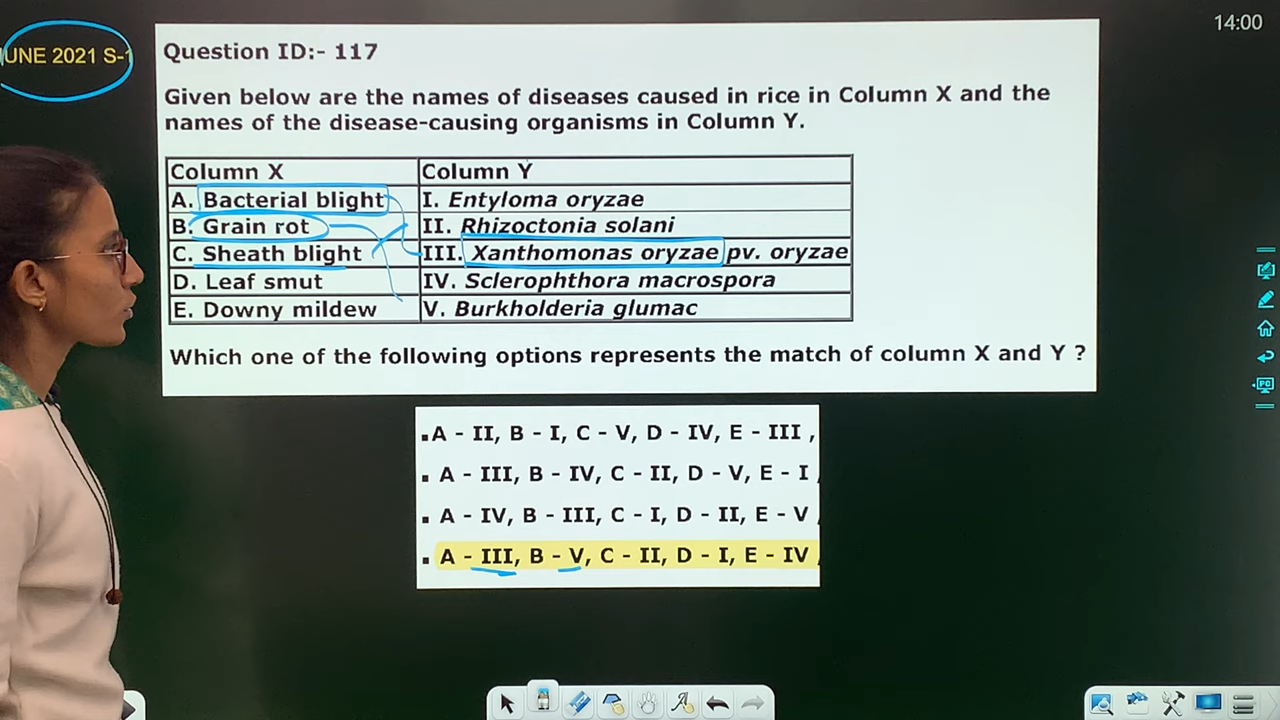 14:00
JUNE 2021 S-1
Question ID:- 117
Given below are the names of diseases caused in rice in Column X and the
names of the disease-causing organisms in Column Y.
Column X Column Y
A. Bacterial blight I. Entyloma oryzae
B. Grain rot II. Rhizoctonia solani
C. Sheath blight III. Xanthomonas oryzae pv. oryzae
D. Leaf smut IV. Sclerophthora macrospora
E. Downy mildew V. Burkholderia glumac
Which one of the following options represents the match of column X and Y ?
A - II, B - I, C - V, D - IV, E - III ,
A - III, B - IV, C - II, D - V, E - I ,
A - IV, B - III, C - I, D - II, E - V ,
A - III, B - V, C - II, D - I, E - IV ,